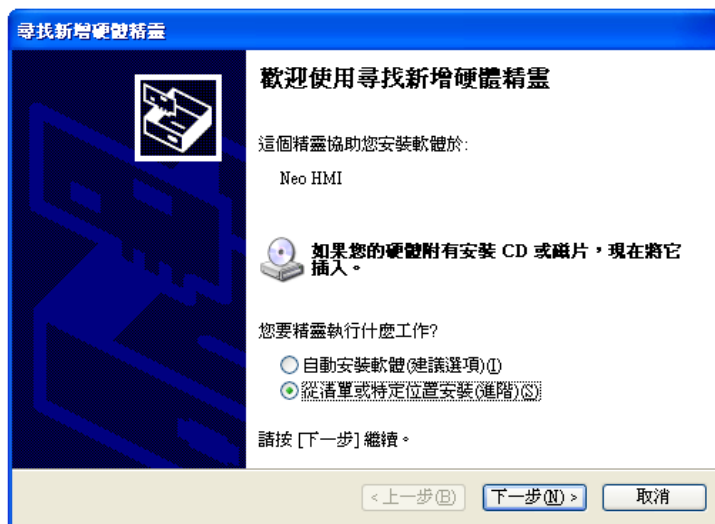 尋找新增硬體精靈
歡迎使用尋找新增硬體精靈
這個精靈協助您安裝軟體於:
Neo HMI
如果您的硬體附有安裝 CD 或磁片，現在將它
插入。
您要精靈執行什麼工作?
自動安裝軟體(建議選項)(I)
從清單或特定位置安裝(進階)(S)
請按 [下一步] 繼續。
<上一步(B)
下一步(N) >
取消